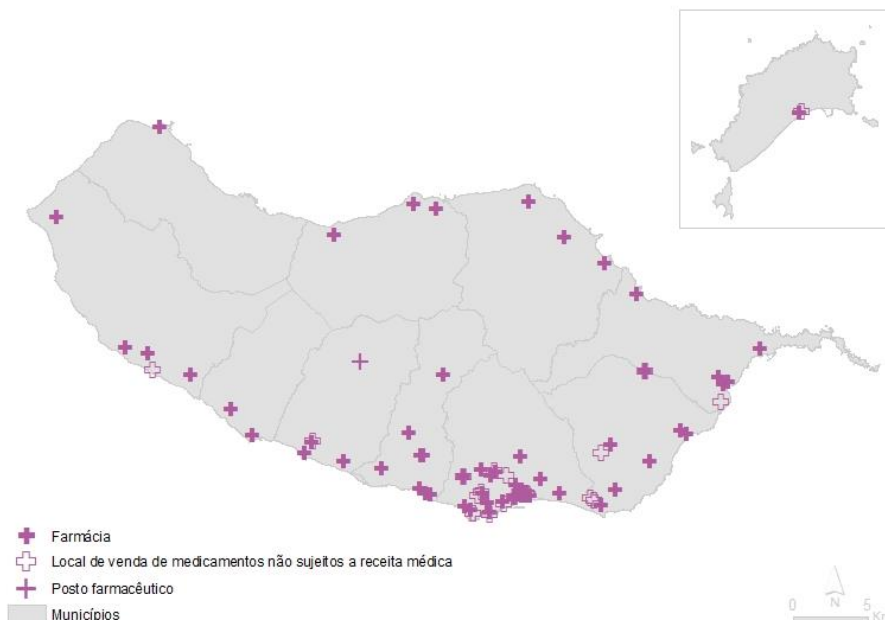 Farmácia
Local de venda de medicamentos não sujeitos a receita médica
Posto farmacêutico
Municípios
N
0 5